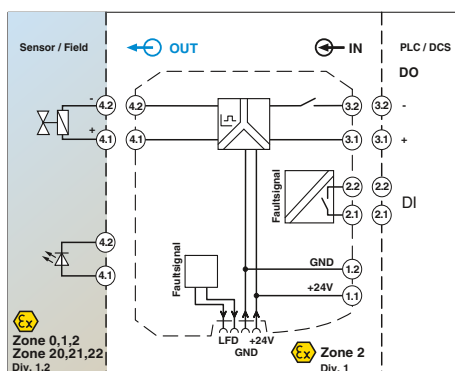 Sensor / Field
OUT
IN
PLC / DCS
DO
-
4.2
4.2
3.2
3.2
-
+
4.1
4.1
3.1
3.1
+
Faultsignal
2.2
2.2
DI
2.1
2.1
4.2
4.1
Faultsignal
GND
1.2
+24V
1.1
LFD
+24V
GND
Ex
Zone 0,1,2
Zone 20,21,22
Div. 1,2
Ex
Zone 2
Div. 1